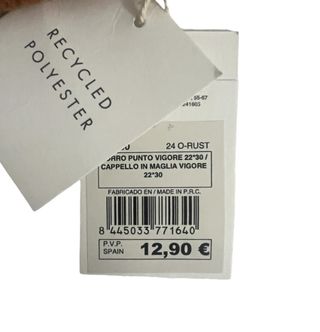 RECYCLED
POLYESTER
24 O-RUST
PUNTO VIGORE 22*30 /
CAPPELLO IN MAGLIA VIGORE
22*30
FABRICADO EN / MADE IN P.R.C.
8 445033 771640
P.V.P.
SPAIN
12,90 €